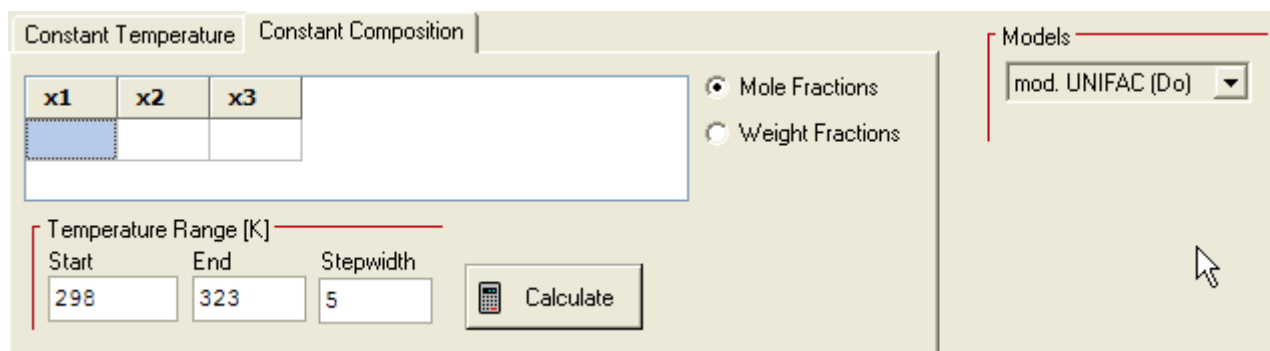 Constant Temperature Constant Composition
x1 x2 x3
Mole Fractions
Weight Fractions
Temperature Range [K]
Start End Stepwidth
298 323 5
Calculate
Models
mod. UNIFAC (Do)